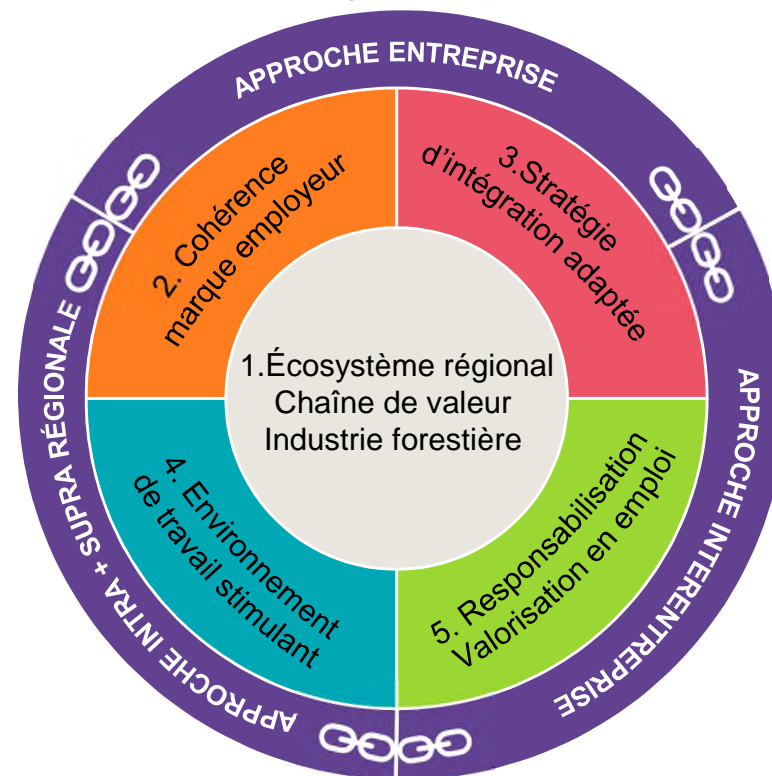 APPROCHE ENTREPRISE
2. Cohérence
marque employeur
3.Stratégie
d'intégration adaptée
1.Écosystème régional
Chaîne de valeur
Industrie forestière
4. Environnement
de travail stimulant
5. Responsabilisation
Valorisation en emploi
APPROCHE INTRA + SUPRA RÉGIONALE
APPROCHE INTERENTREPRISE